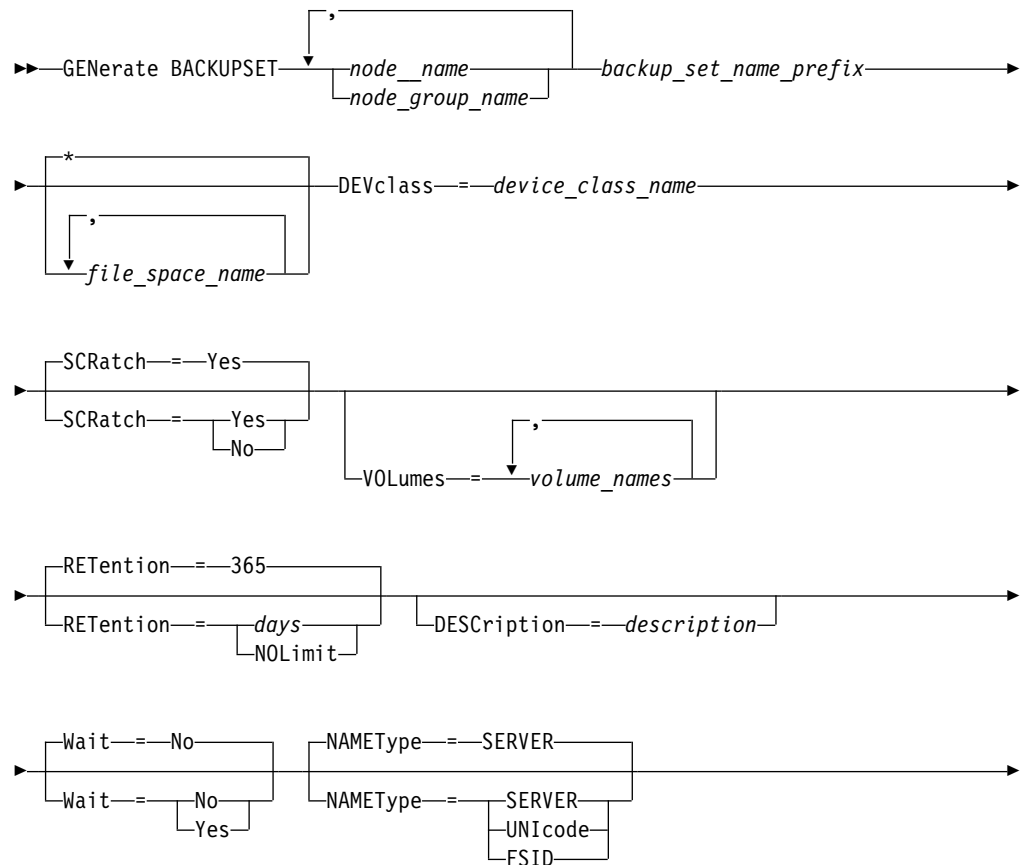 ,
GENerate BACKUPSET node__name backup_set_name_prefix
node_group_name
* DEVclass = device_class_name
,
file_space_name
SCRatch = Yes
SCRatch = Yes
No
,
VOLumes = volume_names
RETention = 365
RETention = days DESCription = description
NOLimit
Wait = No NAMEType = SERVER
Wait = No NAMEType = SERVER
Yes UNIcode
FSID